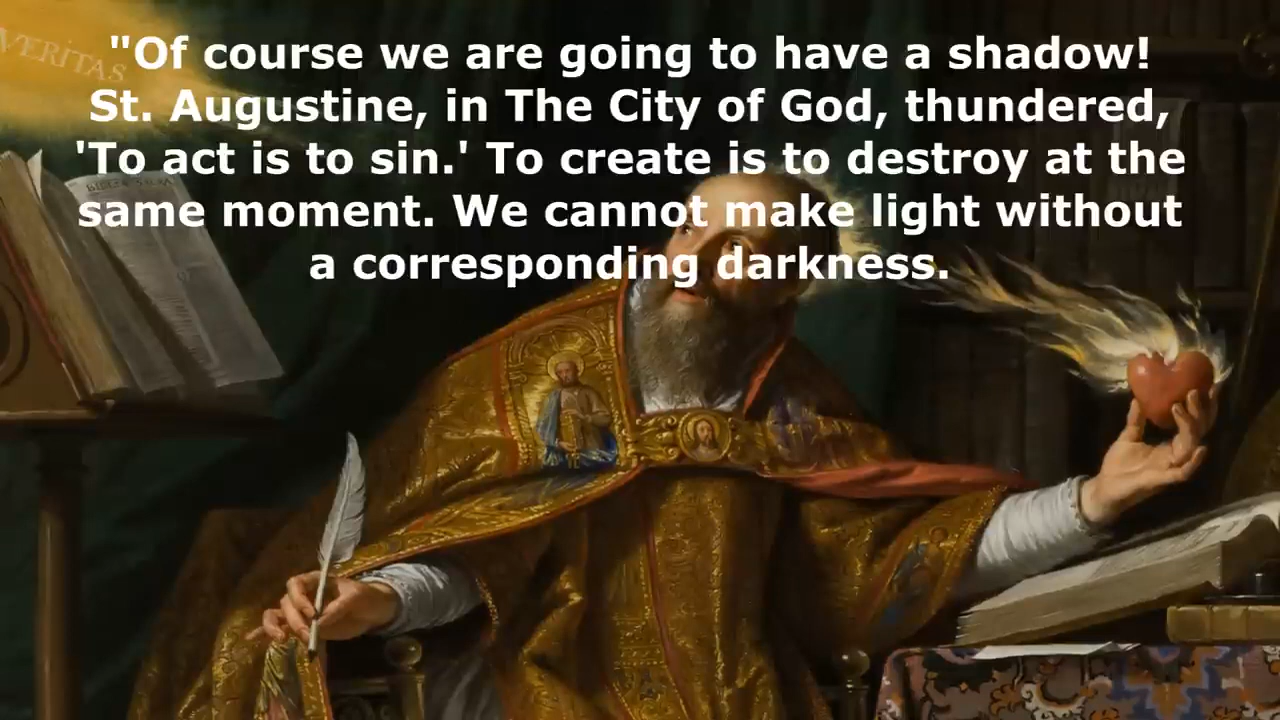 VERITAS
"Of course we are going to have a shadow!
St. Augustine, in The City of God, thundered,
'To act is to sin.' To create is to destroy at the
same moment. We cannot make light without
a corresponding darkness.